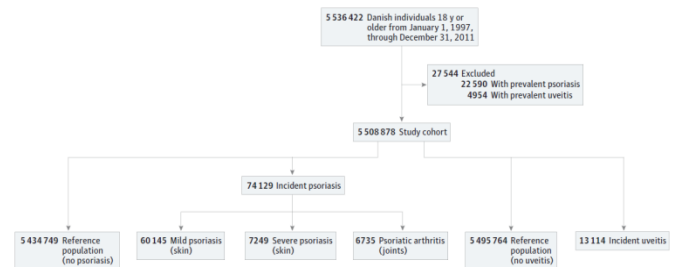 5 536 422 Danish individuals 18 y or
older from January 1, 1997,
through December 31, 2011
27 544 Excluded
22 590 With prevalent psoriasis
4954 With prevalent uveitis
5 508 878 Study cohort
74 129 Incident psoriasis
5 434 749 Reference
population
(no psoriasis)
60 145 Mild psoriasis
(skin)
7249 Severe psoriasis
(skin)
6735 Psoriatic arthritis
(joints)
5 495 764 Reference
population
(no uveitis)
13 114 Incident uveitis